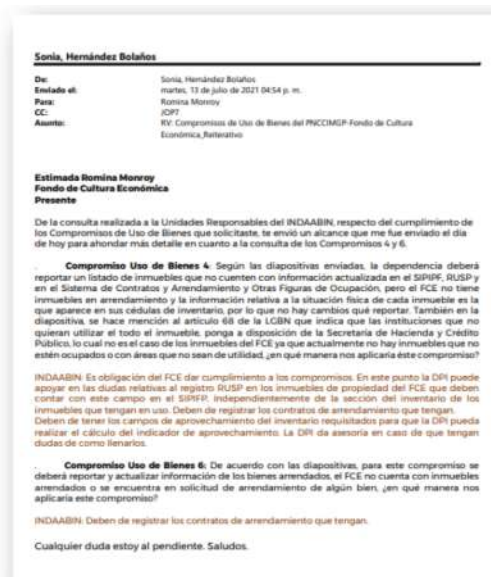 Sonia, Hernández Bolaños
De: Sonia, Hernández Bolaños
Enviado el: martes, 13 de julio de 2021 04:54 p. m.
Para: Romina Monroy
CC: JOP7
Asunto: RV: Compromisos de Uso de Bienes del PNCCIMGP-Fondo de Cultura
Económica_Reiterativo
Estimada Romina Monroy
Fondo de Cultura Económica
Presente
De la consulta realizada a la Unidades Responsables del INDAABIN, respecto del cumplimiento de
los Compromisos de Uso de Bienes que solicitaste, te envió un alcance que me fue enviado el día
de hoy para ahondar más detalle en cuanto a la consulta de los Compromisos 4 y 6.
. Compromiso Uso de Bienes 4: Según las diapositivas enviadas, la dependencia deberá
reportar un listado de inmuebles que no cuenten con información actualizada en el SIPIPF, RUSP y
en el Sistema de Contratos y Arrendamiento y Otras Figuras de Ocupación, pero el FCE no tiene
inmuebles en arrendamiento y la información relativa a la situación física de cada inmueble es la
que aparece en sus cédulas de inventario, por lo que no hay cambios qué reportar. También en la
diapositiva, se hace mención al artículo 68 de la LGBN que indica que las instituciones que no
quieran utilizar el todo el inmueble, ponga a disposición de la Secretaría de Hacienda y Crédito
Público, lo cual no es el caso de los inmuebles del FCE ya que actualmente no hay inmuebles que no
estén ocupados o con áreas que no sean de utilidad, ¿en qué manera nos aplicaría éste compromiso?
INDAABIN: Es obligación del FCE dar cumplimiento a los compromisos. En este punto la DPI puede
apoyar en las dudas relativas al registro RUSP en los inmuebles de propiedad del FCE que deben
contar con este campo en el SIPIPF. Independientemente de la sección del inventario de los
inmuebles que tengan en uso. Deben de registrar los contratos de arrendamiento que tengan.
Deben de tener los campos de aprovechamiento del inventario requisitados para que la DPI pueda
realizar el cálculo del indicador de aprovechamiento. La DPI da asesoría en caso de que tengan
dudas de como llenarlos.
. Compromiso Uso de Bienes 6: De acuerdo con las diapositivas, para este compromiso se
deberá reportar y actualizar información de los bienes arrendados, el FCE no cuenta con inmuebles
arrendados o se encuentra en solicitud de arrendamiento de algún bien, ¿en qué manera nos
aplicaría este compromiso?
INDAABIN: Deben de registrar los contratos de arrendamiento que tengan.
Cualquier duda estoy al pendiente. Saludos.